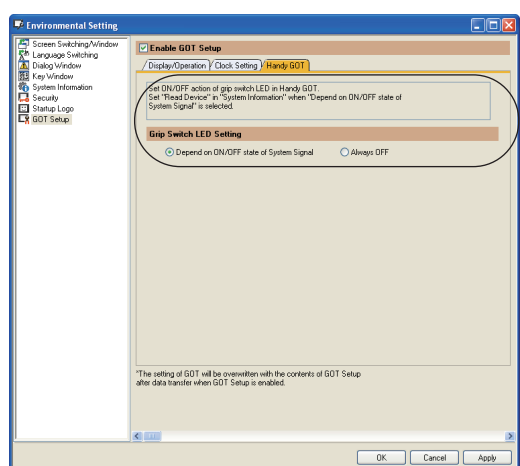 Environmental Setting
Screen Switching/Window
Language Switching
Dialog Window
Key Window
System Information
Security
Startup Logo
GOT Setup
Enable GOT Setup
Display/Operation Clock Setting Handy GOT
Set ON/OFF action of grip switch LED in Handy GOT.
Set "Read Device" in "System Information" when "Depend on ON/OFF state of
System Signal" is selected.
Grip Switch LED Setting
Depend on ON/OFF state of System Signal Always OFF
*The setting of GOT will be overwritten with the contents of GOT Setup
after data transfer when GOT Setup is enabled.
OK Cancel Apply